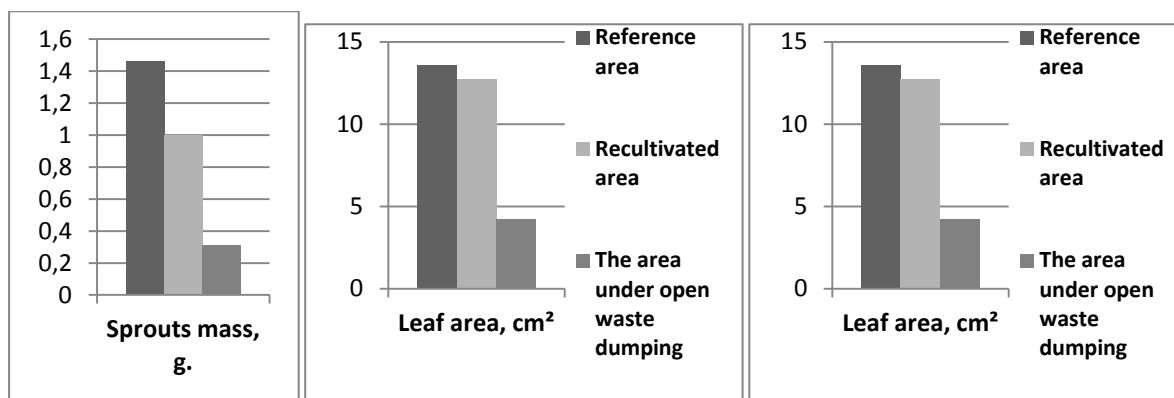 1,6
1,4
1,2
1
0,8
0,6
0,4
0,2
0
Sprouts mass,
g.
15
10
5
0
Leaf area, cm²
Reference
area
Recultivated
area
The area
under open
waste
dumping
15
10
5
0
Leaf area, cm²
Reference
area
Recultivated
area
The area
under open
waste
dumping